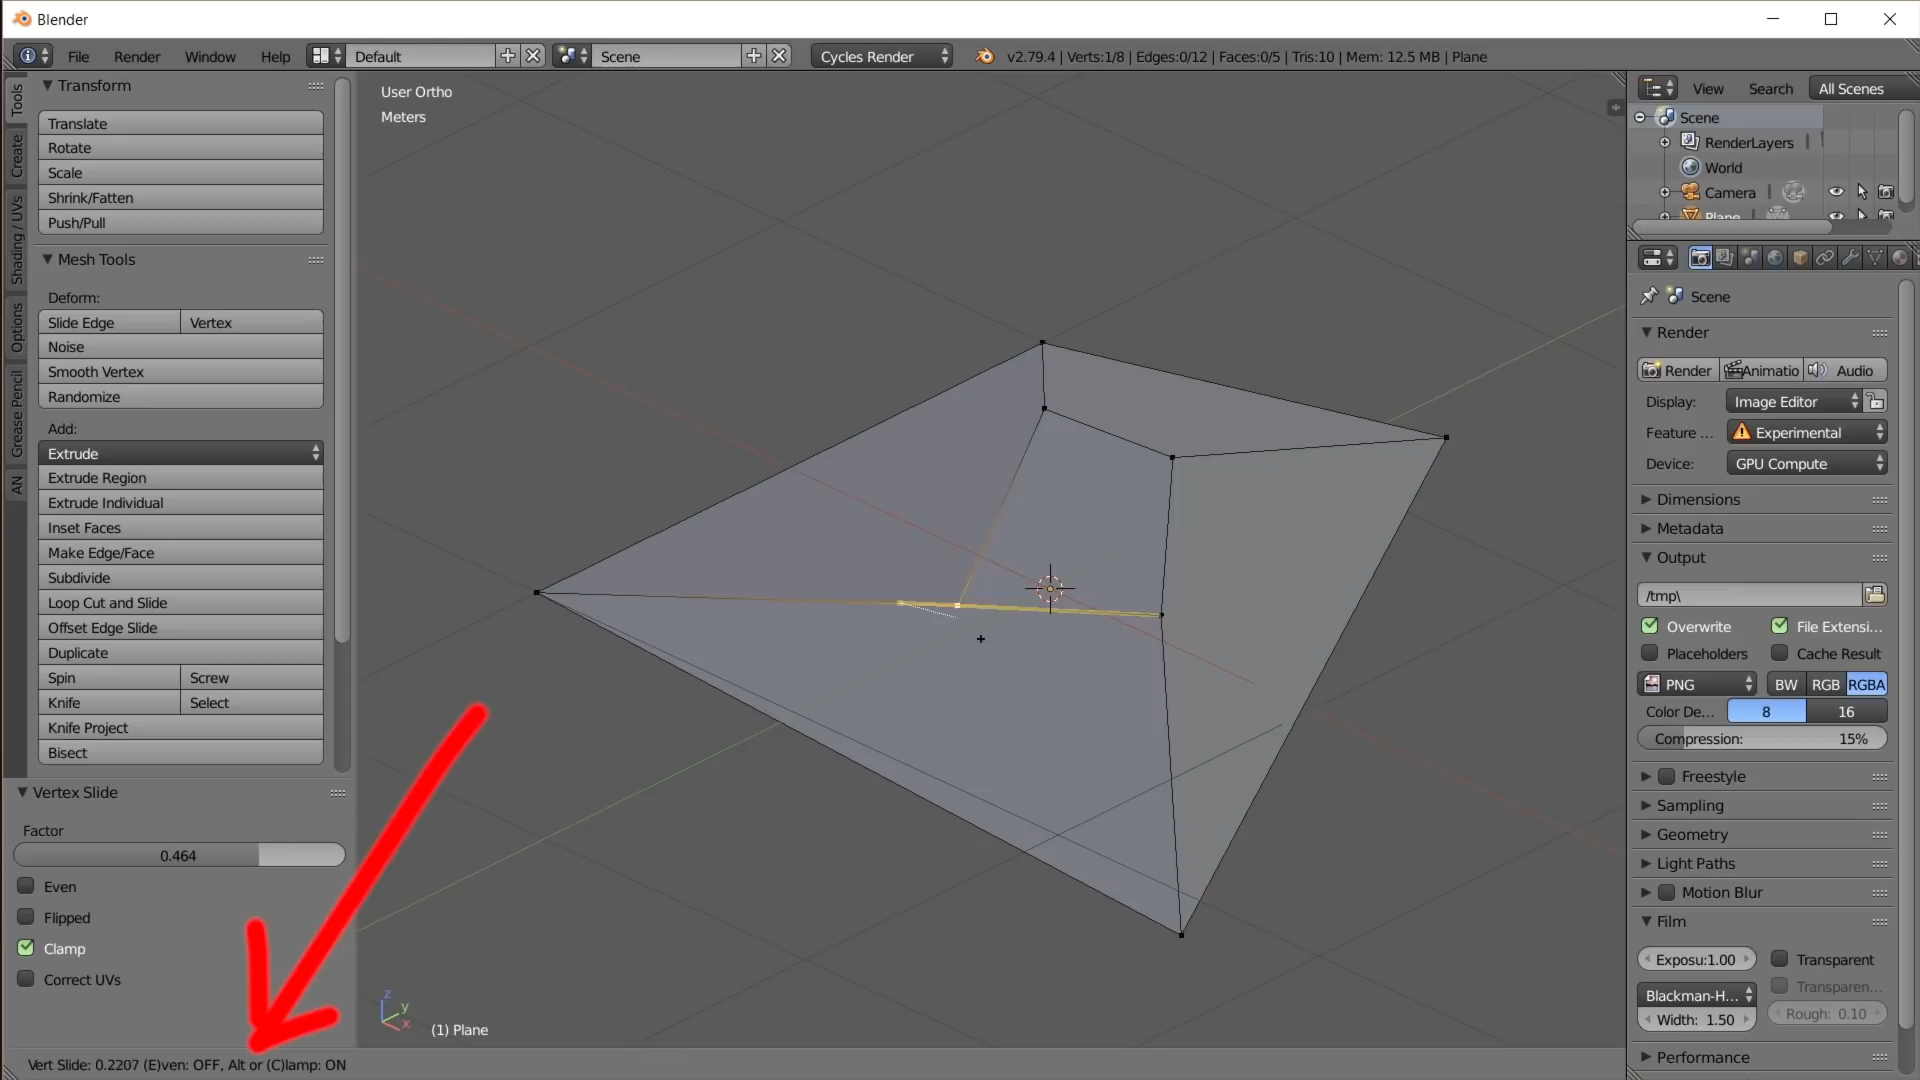 Blender
File Render Window Help Default Scene Cycles Render v2.79.4 | Verts:1/8 | Edges:0/12 | Faces:0/5 | Tris:10 | Mem: 12.5 MB | Plane
Tools
Create
Shading / UVs
Options
Grease Pencil
AN
Transform
Translate
Rotate
Scale
Shrink/Fatten
Push/Pull
Mesh Tools
Deform:
Slide Edge Vertex
Noise
Smooth Vertex
Randomize
Add:
Extrude
Extrude Region
Extrude Individual
Inset Faces
Make Edge/Face
Subdivide
Loop Cut and Slide
Offset Edge Slide
Duplicate
Spin Screw
Knife Select
Knife Project
Bisect
Vertex Slide
Factor
0.464
Even
Flipped
Clamp
Correct UVs
User Ortho
Meters
z
y
x
(1) Plane
Vert Slide: 0.2207 (E)ven: OFF, Alt or (C)lamp: ON
View Search All Scenes
Scene
RenderLayers
World
Camera
Plane
Scene
Render
Render Animatio Audio
Display: Image Editor
Feature ... Experimental
Device: GPU Compute
Dimensions
Metadata
Output
/tmp\
Overwrite File Extensi...
Placeholders Cache Result
PNG BW RGB RGBA
Color De... 8 16
Compression: 15%
Freestyle
Sampling
Geometry
Light Paths
Motion Blur
Film
Exposu:1.00 Transparent
Blackman-H... Transparen...
Width: 1.50 Rough: 0.10
Performance